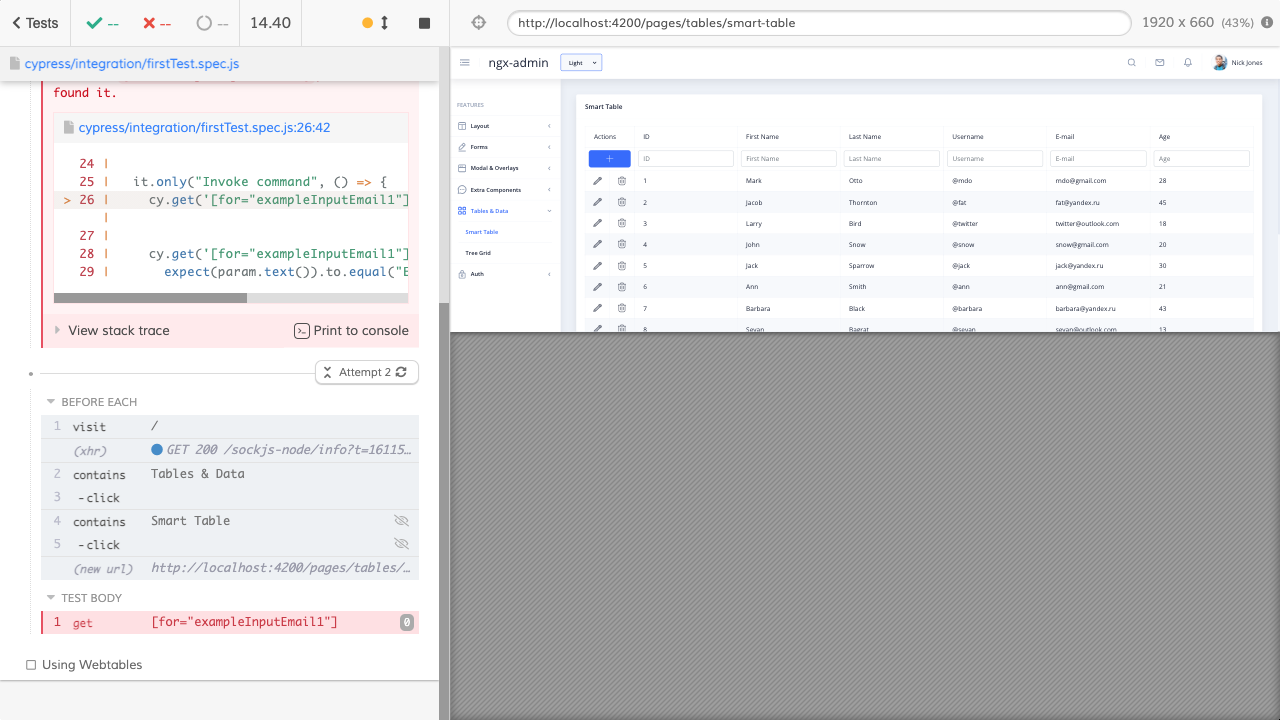 Tests
--
--
--
14.40
cypress/integration/firstTest.spec.js
found it.
cypress/integration/firstTest.spec.js:26:42
24 |
25 | it.only("Invoke command", () => {
> 26 | cy.get('[for="exampleInputEmail1"]
|
27 |
28 | cy.get('[for="exampleInputEmail1"]
29 | expect(param.text()).to.equal("E
View stack trace
Print to console
Attempt 2
BEFORE EACH
1 visit /
(xhr) GET 200 /sockjs-node/info?t=16115…
2 contains Tables & Data
3 -click
4 contains Smart Table
5 -click
(new url) http://localhost:4200/pages/tables/…
TEST BODY
1 get [for="exampleInputEmail1"] 0
Using Webtables
http://localhost:4200/pages/tables/smart-table
1920 x 660 (43%)
ngx-admin
Light
Nick Jones
FEATURES
Layout
Forms
Modal & Overlays
Extra Components
Tables & Data
Smart Table
Tree Grid
Auth
Smart Table
Actions ID First Name Last Name Username E-mail Age
+ ID First Name Last Name Username E-mail Age
1 Mark Otto @mdo mdo@gmail.com 28
2 Jacob Thornton @fat fat@yandex.ru 45
3 Larry Bird @twitter twitter@outlook.com 18
4 John Snow @snow snow@gmail.com 20
5 Jack Sparrow @jack jack@yandex.ru 30
6 Ann Smith @ann ann@gmail.com 21
7 Barbara Black @barbara barbara@yandex.ru 43
8 Sevan Bagrat @sevan sevan@outlook.com 13